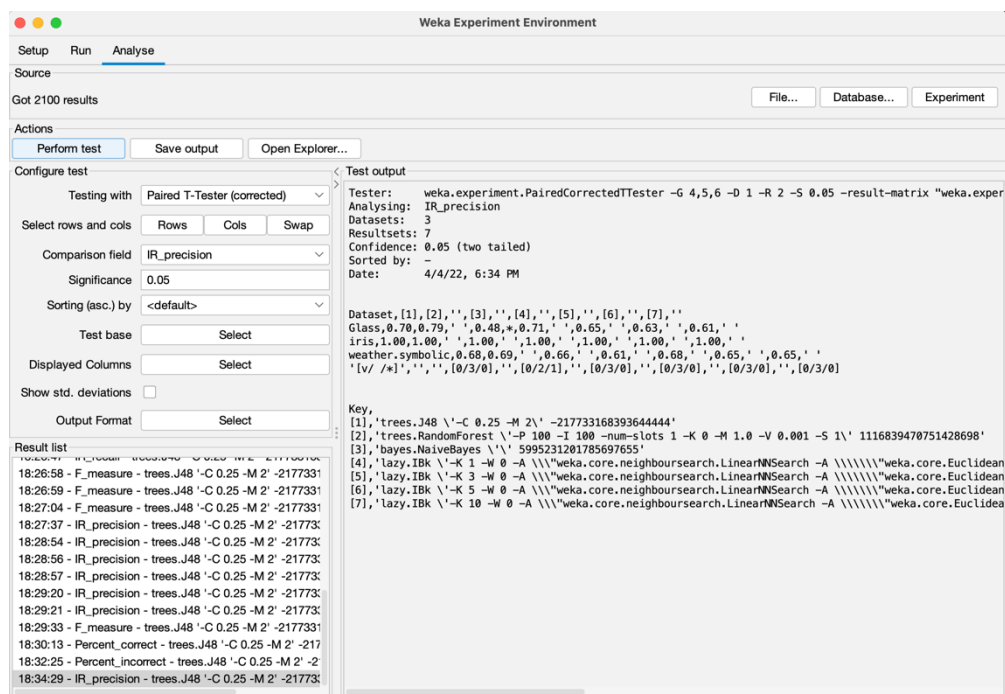 Weka Experiment Environment
Setup Run Analyse
Source
Got 2100 results
File... Database... Experiment
Actions
Perform test Save output Open Explorer...
Configure test
Testing with Paired T-Tester (corrected)
Select rows and cols Rows Cols Swap
Comparison field IR_precision
Significance 0.05
Sorting (asc.) by <default>
Test base Select
Displayed Columns Select
Show std. deviations
Output Format Select
Result list
18:26:58 - F_measure - trees.J48 '-C 0.25 -M 2' -2177331
18:26:59 - F_measure - trees.J48 '-C 0.25 -M 2' -2177331
18:27:04 - F_measure - trees.J48 '-C 0.25 -M 2' -2177331
18:27:37 - IR_precision - trees.J48 '-C 0.25 -M 2' -21773
18:28:54 - IR_precision - trees.J48 '-C 0.25 -M 2' -21773
18:28:56 - IR_precision - trees.J48 '-C 0.25 -M 2' -21773
18:28:57 - IR_precision - trees.J48 '-C 0.25 -M 2' -21773
18:29:20 - IR_precision - trees.J48 '-C 0.25 -M 2' -21773
18:29:21 - IR_precision - trees.J48 '-C 0.25 -M 2' -21773
18:29:33 - F_measure - trees.J48 '-C 0.25 -M 2' -2177331
18:30:13 - Percent_correct - trees.J48 '-C 0.25 -M 2' -217
18:32:25 - Percent_incorrect - trees.J48 '-C 0.25 -M 2' -2
18:34:29 - IR_precision - trees.J48 '-C 0.25 -M 2' -21773
Test output
Tester: weka.experiment.PairedCorrectedTTester -G 4,5,6 -D 1 -R 2 -S 0.05 -result-matrix "weka.exper
Analysing: IR_precision
Datasets: 3
Resultsets: 7
Confidence: 0.05 (two tailed)
Sorted by: -
Date: 4/4/22, 6:34 PM
Dataset,[1],[2],'',[3],'',[4],'',[5],'',[6],'',[7],''
Glass,0.70,0.79,' ',0.48,*,0.71,' ',0.65,' ',0.63,' ',0.61,' '
iris,1.00,1.00,' ',1.00,' ',1.00,' ',1.00,' ',1.00,' ',1.00,' '
weather.symbolic,0.68,0.69,' ',0.66,' ',0.61,' ',0.68,' ',0.65,' ',0.65,' '
'[v/ /*]','','',[0/3/0],'',[0/2/1],'',[0/3/0],'',[0/3/0],'',[0/3/0],'',[0/3/0]
Key,
[1],'trees.J48 \'-C 0.25 -M 2\' -217733168393644444'
[2],'trees.RandomForest \'-P 100 -I 100 -num-slots 1 -K 0 -M 1.0 -V 0.001 -S 1\' 1116839470751428698'
[3],'bayes.NaiveBayes \'\' 5995231201785697655'
[4],'lazy.IBk \'-K 1 -W 0 -A \\\"weka.core.neighboursearch.LinearNNSearch -A \\\\\\\"weka.core.Euclidean
[5],'lazy.IBk \'-K 3 -W 0 -A \\\"weka.core.neighboursearch.LinearNNSearch -A \\\\\\\"weka.core.Euclidean
[6],'lazy.IBk \'-K 5 -W 0 -A \\\"weka.core.neighboursearch.LinearNNSearch -A \\\\\\\"weka.core.Euclidean
[7],'lazy.IBk \'-K 10 -W 0 -A \\\"weka.core.neighboursearch.LinearNNSearch -A \\\\\\\"weka.core.Euclidea